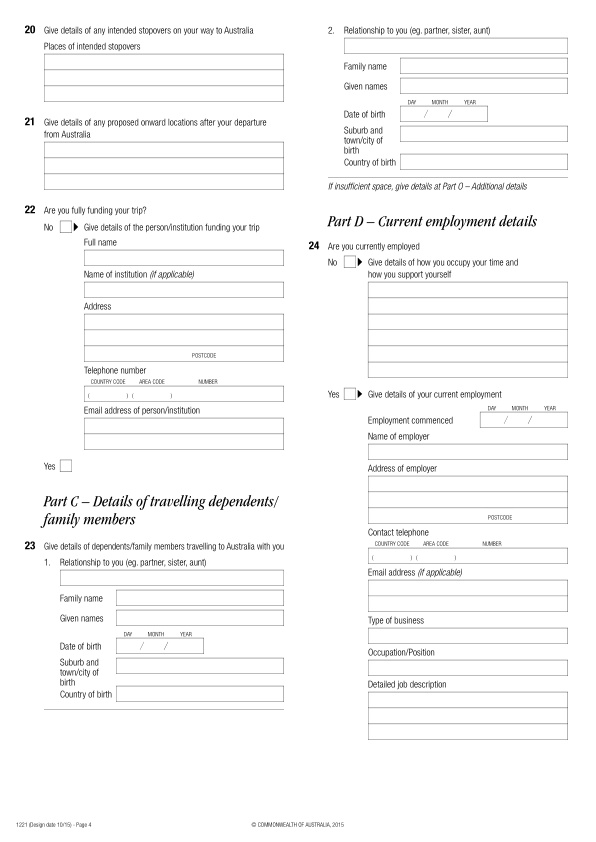 20 Give details of any intended stopovers on your way to Australia
Places of intended stopovers
21 Give details of any proposed onward locations after your departure
from Australia
22 Are you fully funding your trip?
No Give details of the person/institution funding your trip
Full name
Name of institution (if applicable)
Address
POSTCODE
Telephone number
COUNTRY CODE AREA CODE NUMBER
( ) ( )
Email address of person/institution
Yes
Part C – Details of travelling dependents/
family members
23 Give details of dependents/family members travelling to Australia with you
1. Relationship to you (eg. partner, sister, aunt)
Family name
Given names
DAY MONTH YEAR
Date of birth / /
Suburb and
town/city of
birth
Country of birth
2. Relationship to you (eg. partner, sister, aunt)
Family name
Given names
DAY MONTH YEAR
Date of birth / /
Suburb and
town/city of
birth
Country of birth
If insufficient space, give details at Part O – Additional details
Part D – Current employment details
24 Are you currently employed
No Give details of how you occupy your time and
how you support yourself
Yes Give details of your current employment
DAY MONTH YEAR
Employment commenced / /
Name of employer
Address of employer
POSTCODE
Contact telephone
COUNTRY CODE AREA CODE NUMBER
( ) ( )
Email address (if applicable)
Type of business
Occupation/Position
Detailed job description
1221 (Design date 10/15) - Page 4
© COMMONWEALTH OF AUSTRALIA, 2015